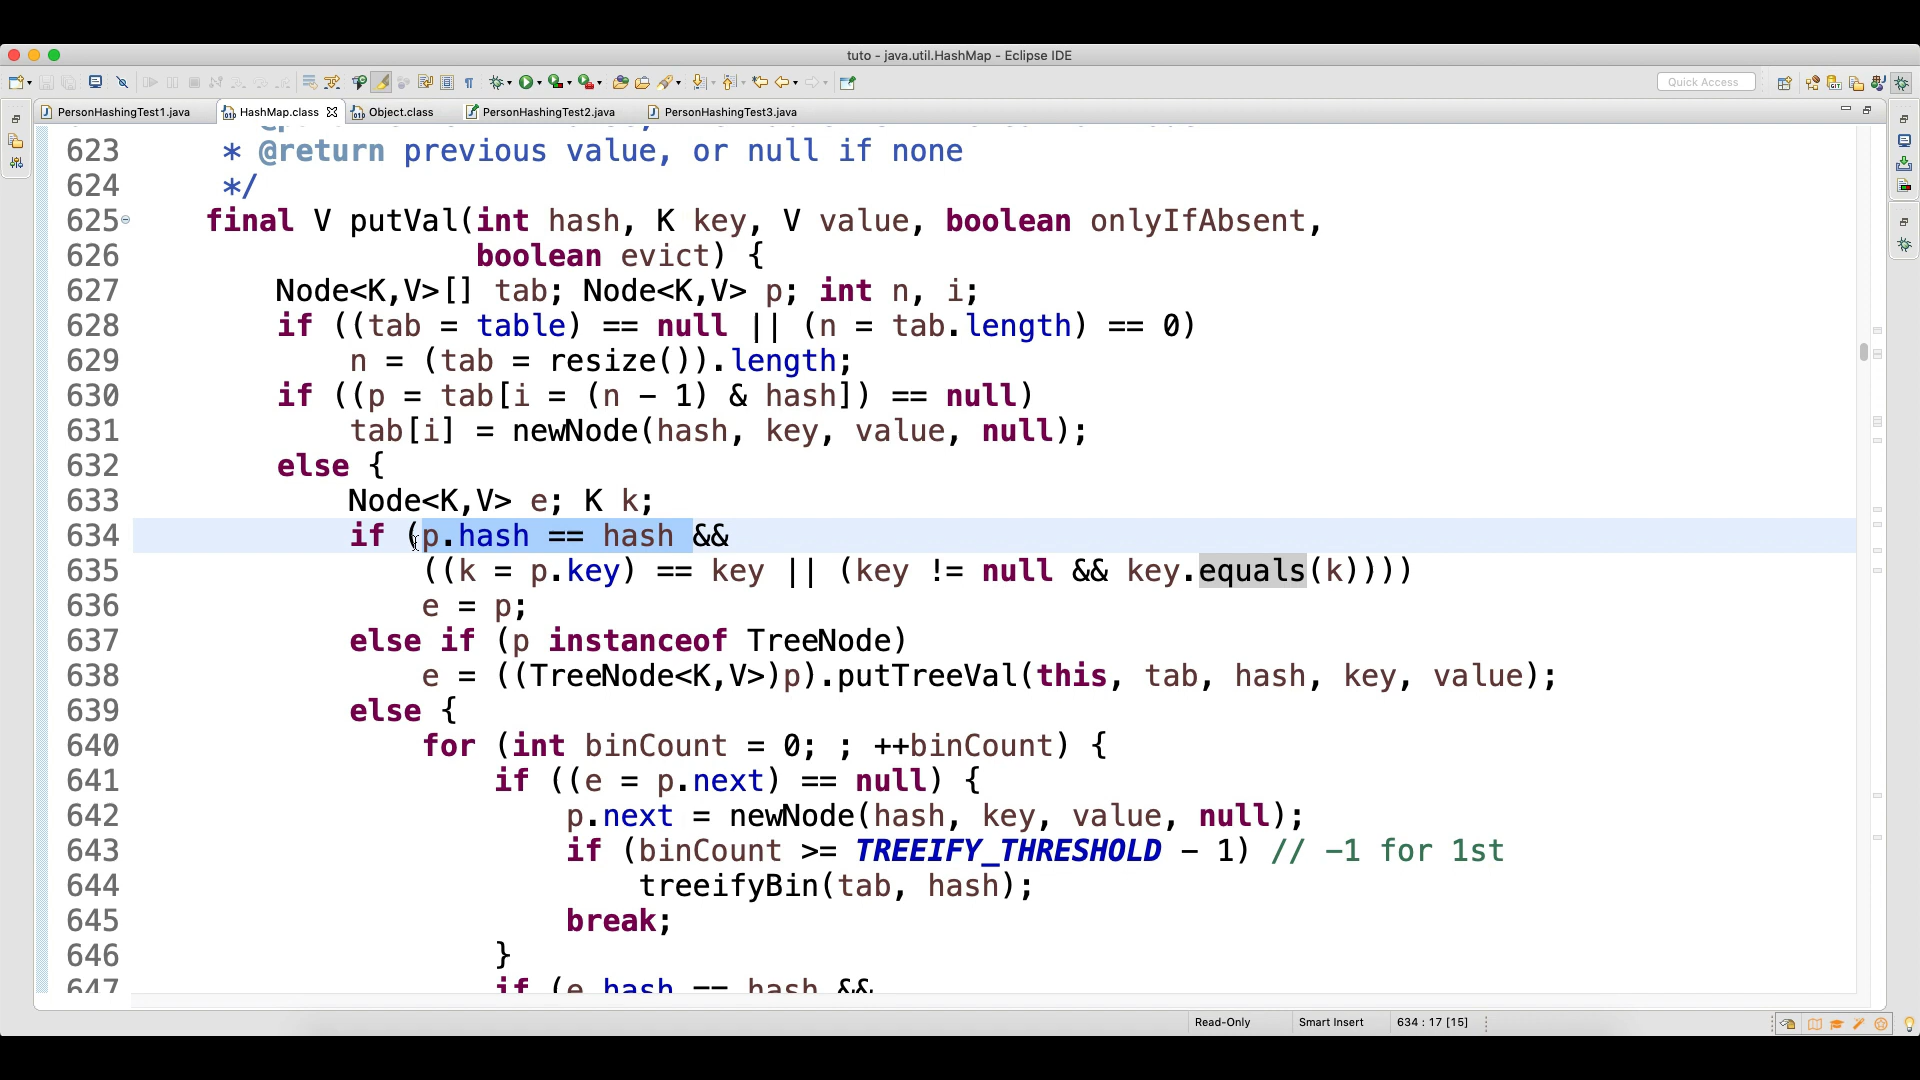 tuto - java.util.HashMap - Eclipse IDE
Quick Access
PersonHashingTest1.java HashMap.class Object.class PersonHashingTest2.java PersonHashingTest3.java
623 * @return previous value, or null if none
624 */
625 final V putVal(int hash, K key, V value, boolean onlyIfAbsent,
626 boolean evict) {
627 Node<K,V>[] tab; Node<K,V> p; int n, i;
628 if ((tab = table) == null || (n = tab.length) == 0)
629 n = (tab = resize()).length;
630 if ((p = tab[i = (n - 1) & hash]) == null)
631 tab[i] = newNode(hash, key, value, null);
632 else {
633 Node<K,V> e; K k;
634 if (p.hash == hash &&
635 ((k = p.key) == key || (key != null && key.equals(k))))
636 e = p;
637 else if (p instanceof TreeNode)
638 e = ((TreeNode<K,V>)p).putTreeVal(this, tab, hash, key, value);
639 else {
640 for (int binCount = 0; ; ++binCount) {
641 if ((e = p.next) == null) {
642 p.next = newNode(hash, key, value, null);
643 if (binCount >= TREEIFY_THRESHOLD - 1) // -1 for 1st
644 treeifyBin(tab, hash);
645 break;
646 }
647 if (e.hash == hash &&
Read-Only Smart Insert 634 : 17 [15]